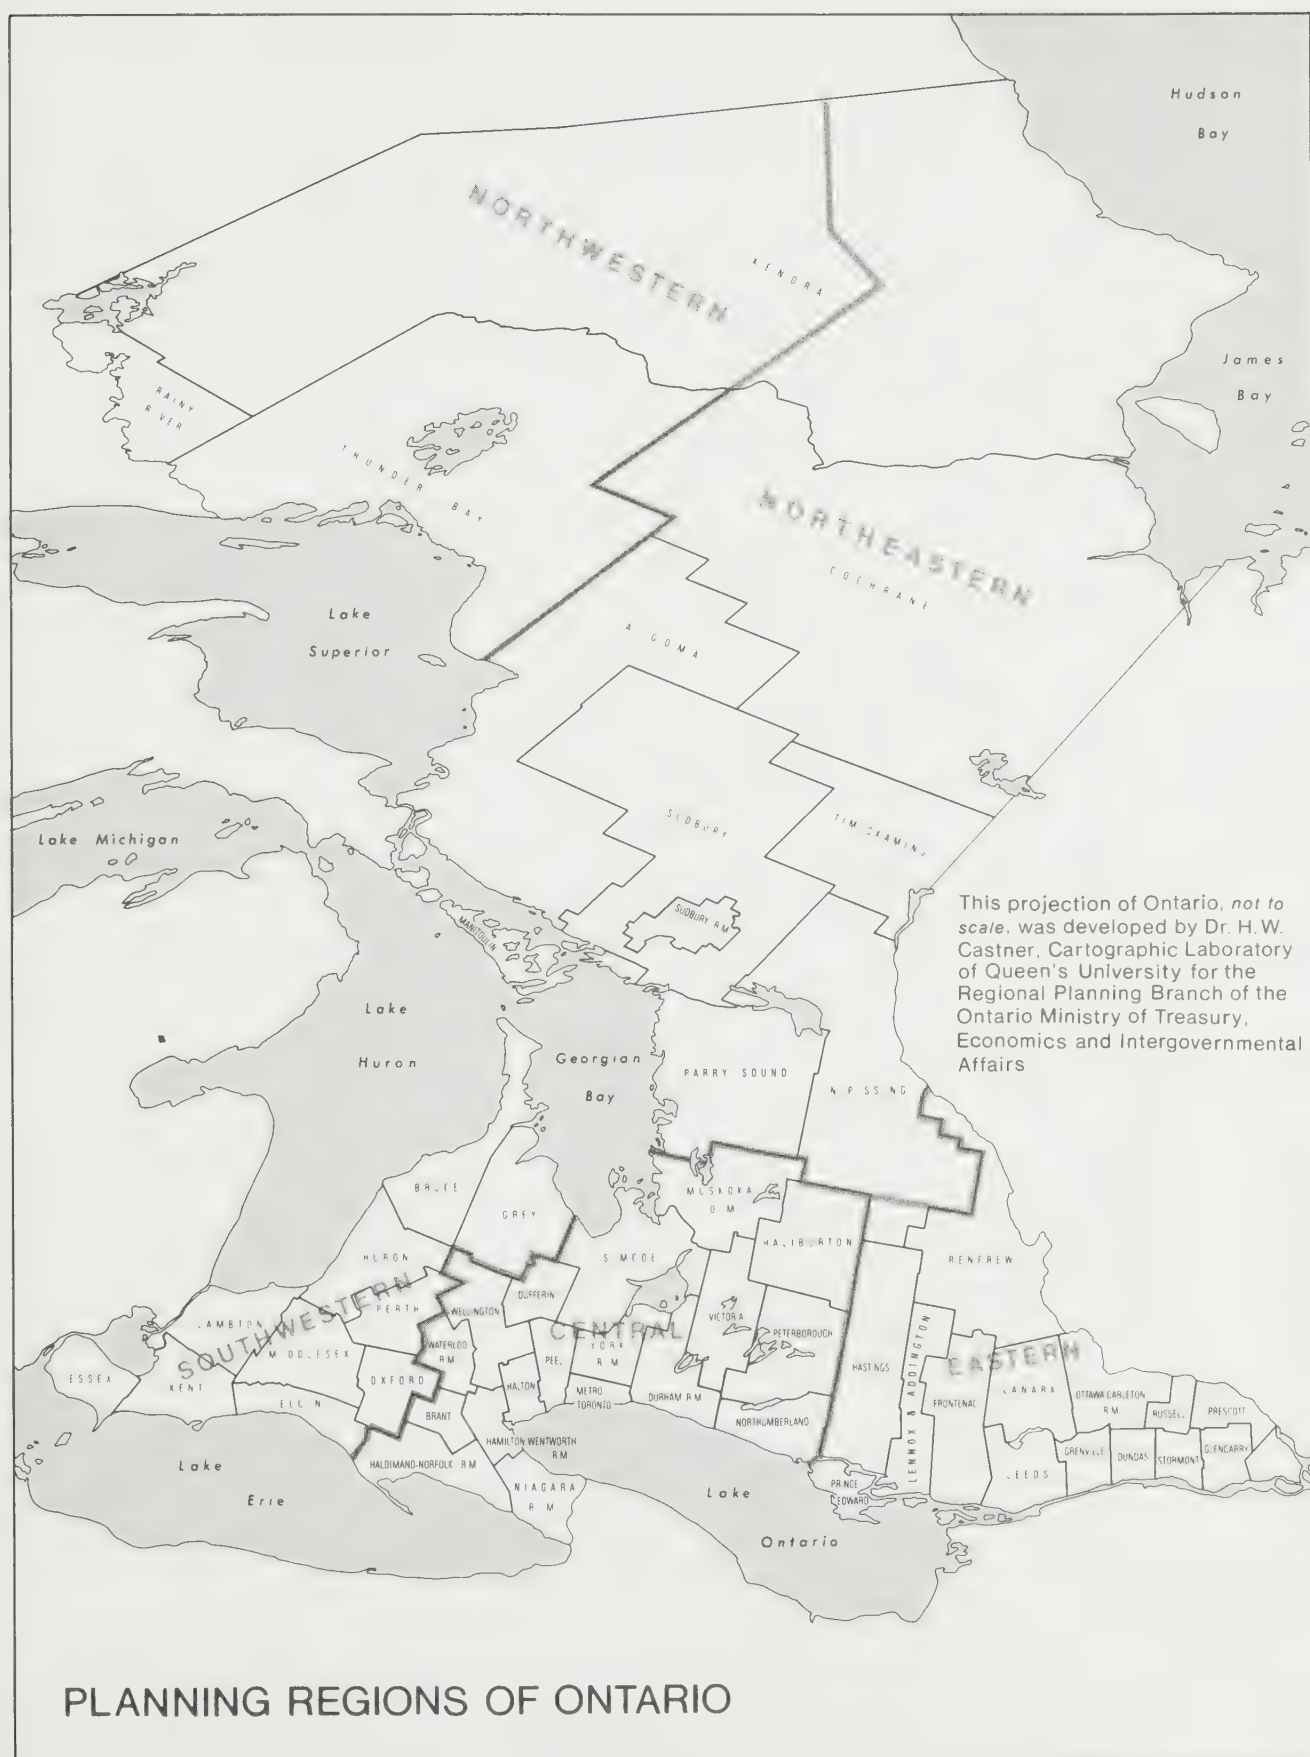 Hudson
Bay
NORTHWESTERN
KENORA
James
Bay
RAINY
RIVER
THUNDER BAY
NORTHEASTERN
COCHRANE
Lake
Superior
ALGOMA
Lake Michigan
SUDBURY
SUDBURY R M
MANITOULIN
This projection of Ontario, not to
scale, was developed by Dr. H.W.
Castner, Cartographic Laboratory
of Queen's University for the
Regional Planning Branch of the
Ontario Ministry of Treasury,
Economics and Intergovernmental
Affairs
Lake
Huron
Georgian
Bay
PARRY SOUND
NIPISSING
BRUCE
GREY
MUSKOKA
D M
SIMCOE
HALIBURTON
RENFREW
HURON
PERTH
WELLINGTON
DUFFERIN
VICTORIA
PETERBOROUGH
LAMBTON
SOUTHWESTERN
MIDDLESEX
WATERLOO
R M
CENTRAL
YORK
R M
PEEL
HASTINGS
LENNOX & ADDINGTON
EASTERN
ESSEX
KENT
OXFORD
HALTON
METRO
TORONTO
DURHAM R M
NORTHUMBERLAND
FRONTENAC
LANARK
OTTAWA CARLETON
R M
RUSSELL
PRESCOTT
ELGIN
BRANT
HAMILTON WENTWORTH
R M
HALDIMAND-NORFOLK R M
NIAGARA
R M
PRINCE
EDWARD
LEEDS
GRENVILLE
DUNDAS
STORMONT
GLENGARRY
Lake
Erie
Lake
Ontario
PLANNING REGIONS OF ONTARIO